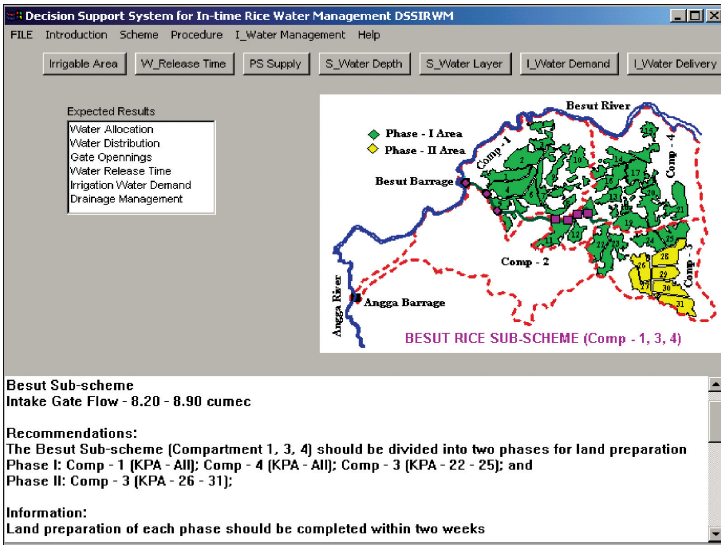 Decision Support System for In-time Rice Water Management DSSIRWM
FILE Introduction Scheme Procedure I_Water Management Help
Irrigable Area W_Release Time PS Supply S_Water Depth S_Water Layer I_Water Demand I_Water Delivery
Expected Results
Water Allocation
Water Distribution
Gate Opennings
Water Release Time
Irrigation Water Demand
Drainage Management
Besut River
Phase - I Area
Phase - II Area
Comp - 1
Comp - 4
Besut Barrage
Comp - 2
Comp - 3
28
29
30
31
Angga River
Angga Barrage
BESUT RICE SUB-SCHEME (Comp - 1, 3, 4)
Besut Sub-scheme
Intake Gate Flow - 8.20 - 8.90 cumec
Recommendations:
The Besut Sub-scheme (Compartment 1, 3, 4) should be divided into two phases for land preparation
Phase I: Comp - 1 (KPA - All); Comp - 4 (KPA - All); Comp - 3 (KPA - 22 - 25); and
Phase II: Comp - 3 (KPA - 26 - 31);
Information:
Land preparation of each phase should be completed within two weeks